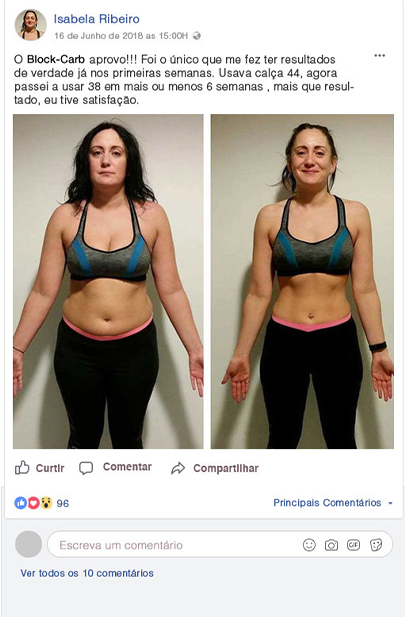 Isabela Ribeiro
16 de Junho de 2018 as 15:00H
O Block-Carb aprovo!!! Foi o único que me fez ter resultados
de verdade já nos primeiras semanas. Usava calça 44, agora
passei a usar 38 em mais ou menos 6 semanas , mais que resul-
tado, eu tive satisfação.
Curtir Comentar Compartilhar
96 Principais Comentários
Escreva um comentário GIF
Ver todos os 10 comentários